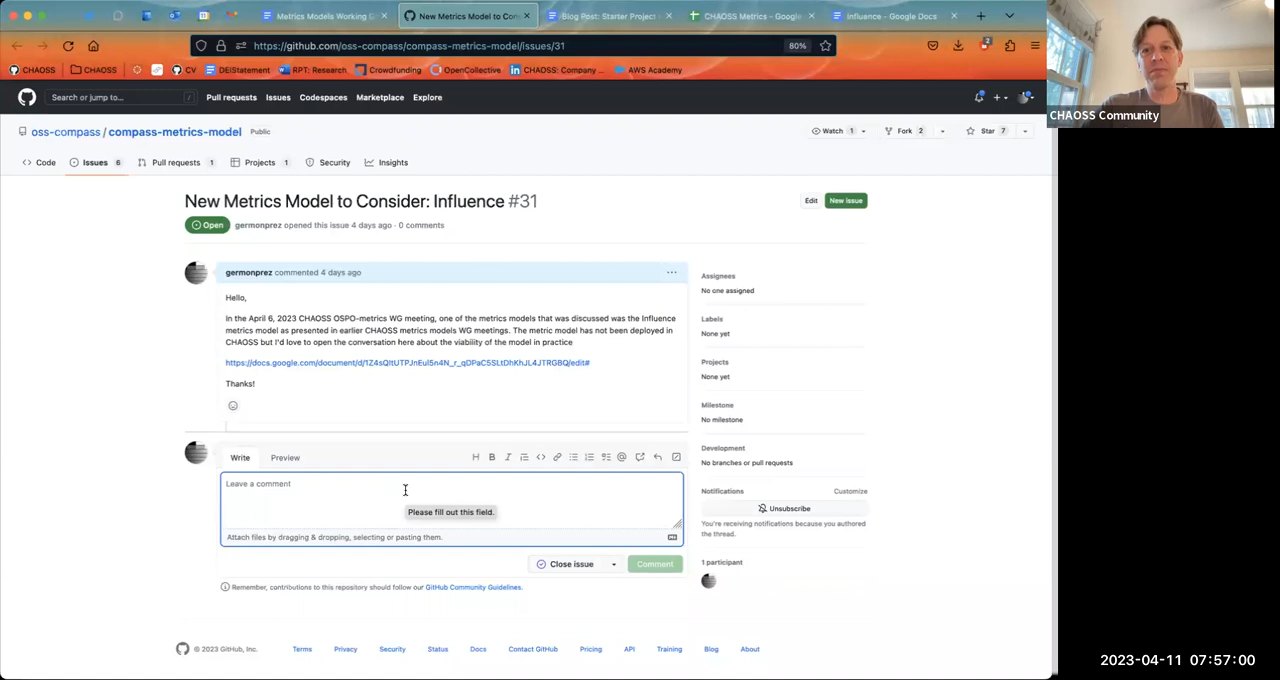 Metrics Models Working G
New Metrics Model to Con
Blog Post: Starter Project
CHAOSS Metrics - Google
Influence - Google Docs
https://github.com/oss-compass/compass-metrics-model/issues/31
80%
CHAOSS
CHAOSS
CV
DEIStatement
RPT: Research
Crowdfunding
OpenCollective
CHAOSS: Company ...
AWS Academy
CHAOSS Community
Search or jump to...
/
Pull requests
Issues
Codespaces
Marketplace
Explore
oss-compass / compass-metrics-model
Public
Watch 1
Fork 2
Star 7
Code
Issues 6
Pull requests 1
Projects 1
Security
Insights
New Metrics Model to Consider: Influence #31
Edit
New issue
Open
germonprez opened this issue 4 days ago · 0 comments
germonprez commented 4 days ago
Hello,
In the April 6, 2023 CHAOSS OSPO-metrics WG meeting, one of the metrics models that was discussed was the Influence
metrics model as presented in earlier CHAOSS metrics models WG meetings. The metric model has not been deployed in
CHAOSS but I'd love to open the conversation here about the viability of the model in practice
Thanks!
Assignees
No one assigned
Labels
None yet
Projects
None yet
Milestone
No milestone
Development
No branches or pull requests
Notifications
Customize
Unsubscribe
You're receiving notifications because you authored
the thread.
1 participant
Write
Preview
Leave a comment
Please fill out this field.
Attach files by dragging & dropping, selecting or pasting them.
Close issue
Comment
Remember, contributions to this repository should follow our GitHub Community Guidelines.
© 2023 GitHub, Inc.
Terms
Privacy
Security
Status
Docs
Contact GitHub
Pricing
API
Training
Blog
About
2023-04-11 07:57:00